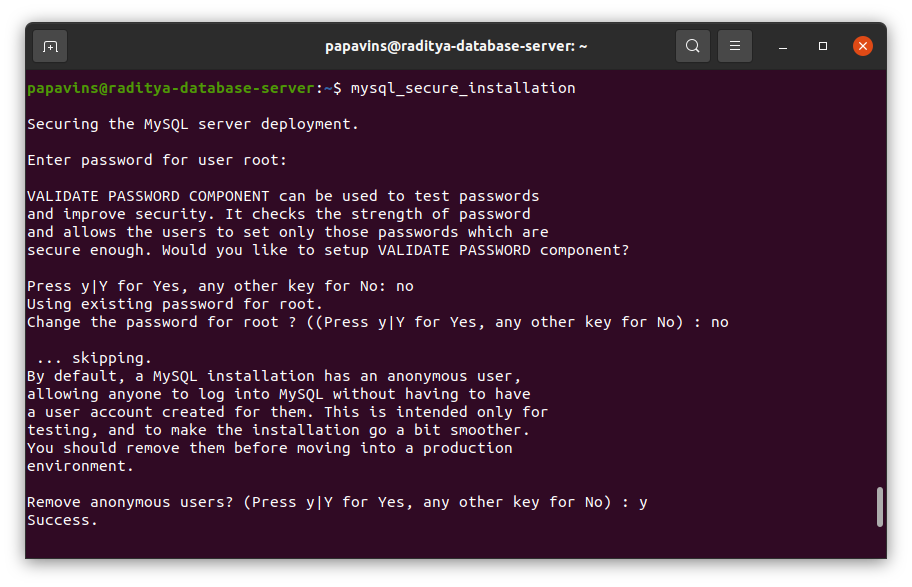 papavins@raditya-database-server: ~
papavins@raditya-database-server:~$ mysql_secure_installation
Securing the MySQL server deployment.
Enter password for user root:
VALIDATE PASSWORD COMPONENT can be used to test passwords
and improve security. It checks the strength of password
and allows the users to set only those passwords which are
secure enough. Would you like to setup VALIDATE PASSWORD component?
Press y|Y for Yes, any other key for No: no
Using existing password for root.
Change the password for root ? ((Press y|Y for Yes, any other key for No) : no
 ... skipping.
By default, a MySQL installation has an anonymous user,
allowing anyone to log into MySQL without having to have
a user account created for them. This is intended only for
testing, and to make the installation go a bit smoother.
You should remove them before moving into a production
environment.
Remove anonymous users? (Press y|Y for Yes, any other key for No) : y
Success.